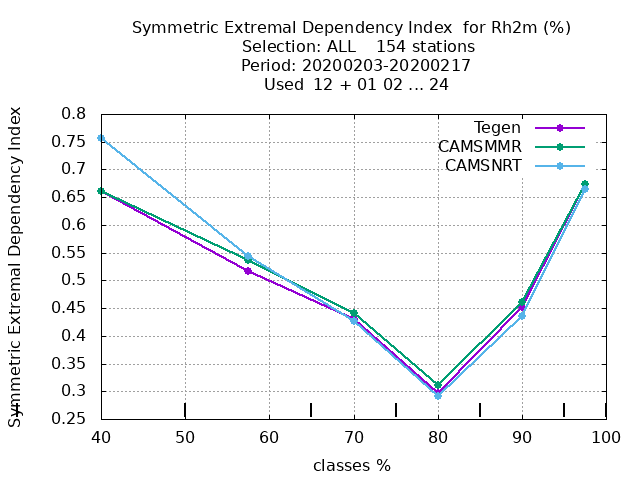 Symmetric Extremal Dependency Index  for Rh2m (%)
Selection: ALL    154 stations
Period: 20200203-20200217
Used  12 + 01 02 ... 24
Symmetric Extremal Dependency Index
0.8
0.75
0.7
0.65
0.6
0.55
0.5
0.45
0.4
0.35
0.3
0.25
Tegen
CAMSMMR
CAMSNRT
40 50 60 70 80 90 100
classes %